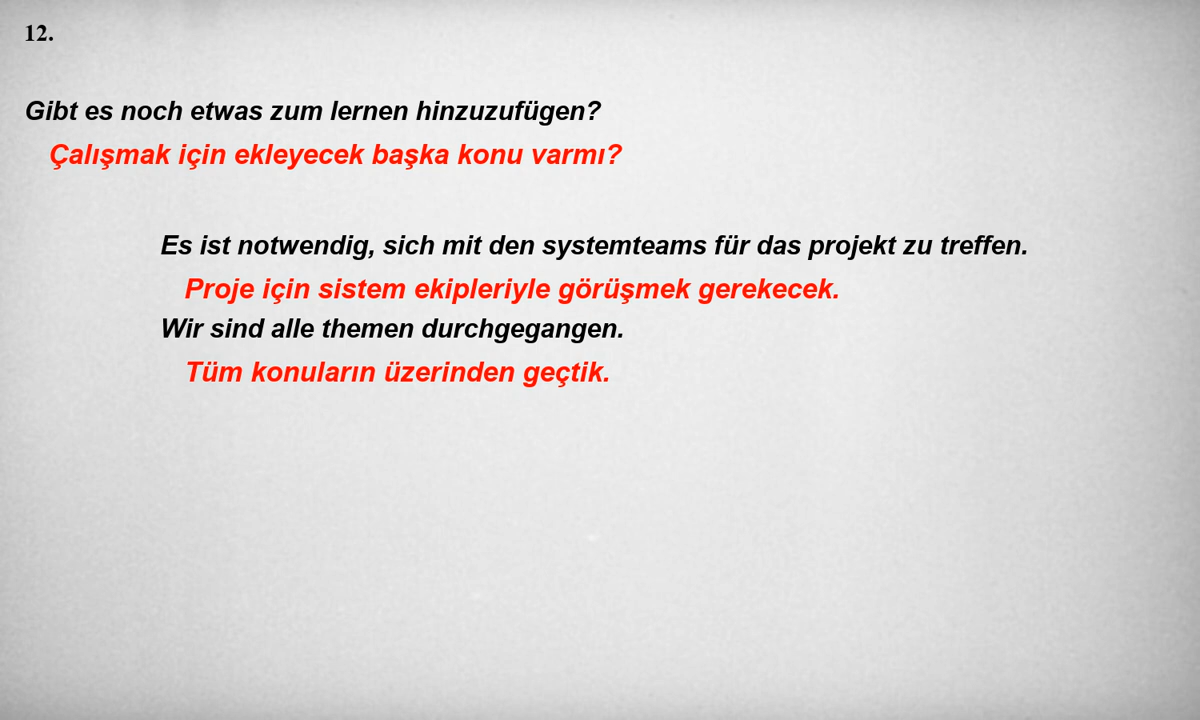 12.
Gibt es noch etwas zum lernen hinzuzufügen?
Çalışmak için ekleyecek başka konu varmı?
Es ist notwendig, sich mit den systemteams für das projekt zu treffen.
Proje için sistem ekipleriyle görüşmek gerekecek.
Wir sind alle themen durchgegangen.
Tüm konuların üzerinden geçtik.